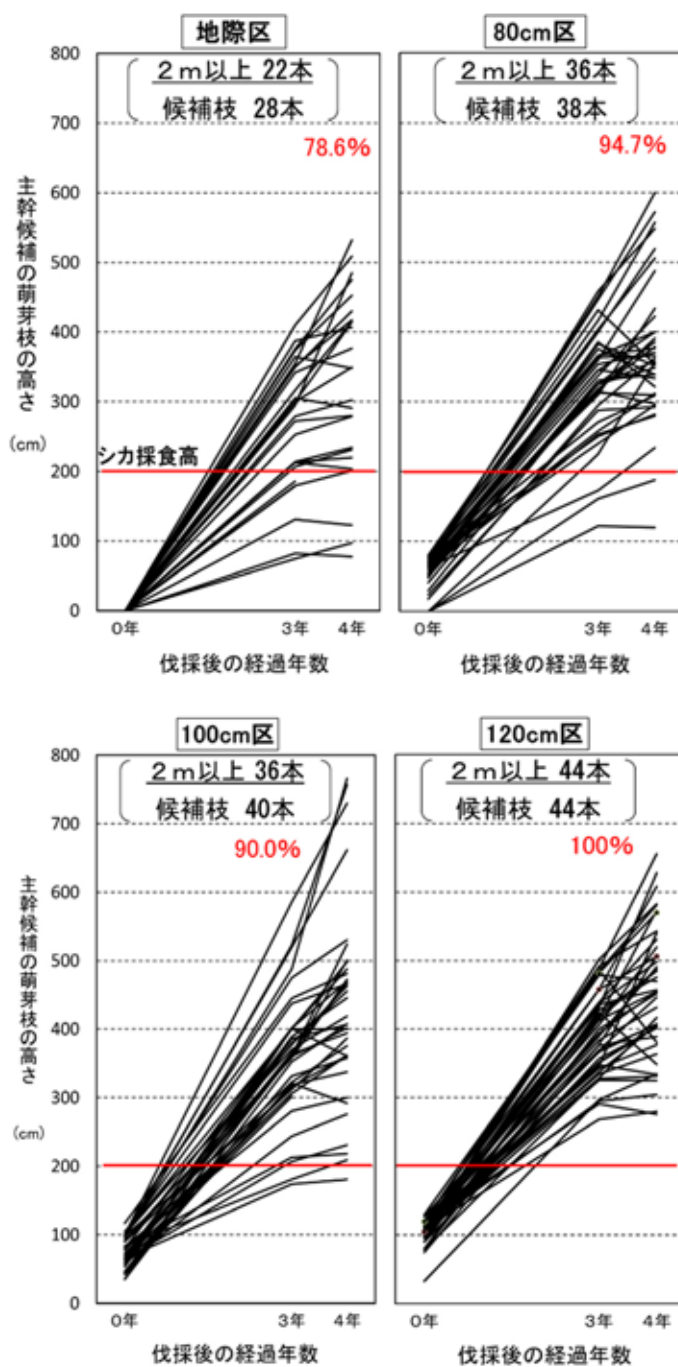 地際区
2m以上 22本
候補枝 28本
78.6%
800
700
600
500
400
300
200
100
0
主幹候補の萌芽枝の高さ
(cm)
シカ採食高
0年
3年
4年
伐採後の経過年数
80cm区
2m以上 36本
候補枝 38本
94.7%
0年
3年
4年
伐採後の経過年数
100cm区
2m以上 36本
候補枝 40本
90.0%
800
700
600
500
400
300
200
100
0
主幹候補の萌芽枝の高さ
(cm)
0年
3年
4年
伐採後の経過年数
120cm区
2m以上 44本
候補枝 44本
100%
0年
3年
4年
伐採後の経過年数